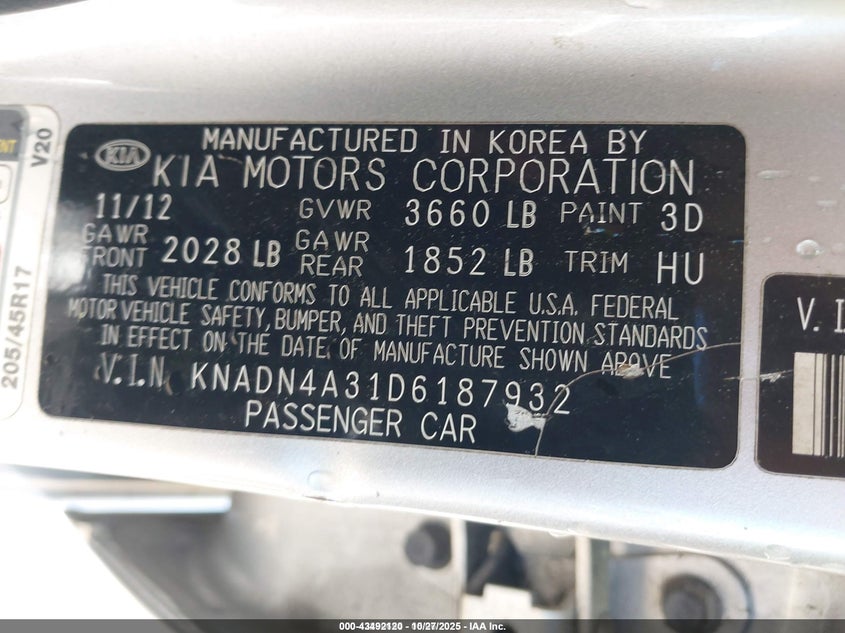 MANUFACTURED IN KOREA BY
KIA
KIA MOTORS CORPORATION
11/12 GVWR 3660 LB PAINT 3D
GAWR FRONT 2028 LB GAWR REAR 1852 LB TRIM HU
THIS VEHICLE CONFORMS TO ALL APPLICABLE U.S.A. FEDERAL
MOTOR VEHICLE SAFETY, BUMPER, AND THEFT PREVENTION STANDARDS
IN EFFECT ON THE DATE OF MANUFACTURE SHOWN ABOVE
V.I.N KNADN4A31D6187932
PASSENGER CAR
V20
205/45R17
V. I
000-43492120 - 10/27/2025 - IAA Inc.